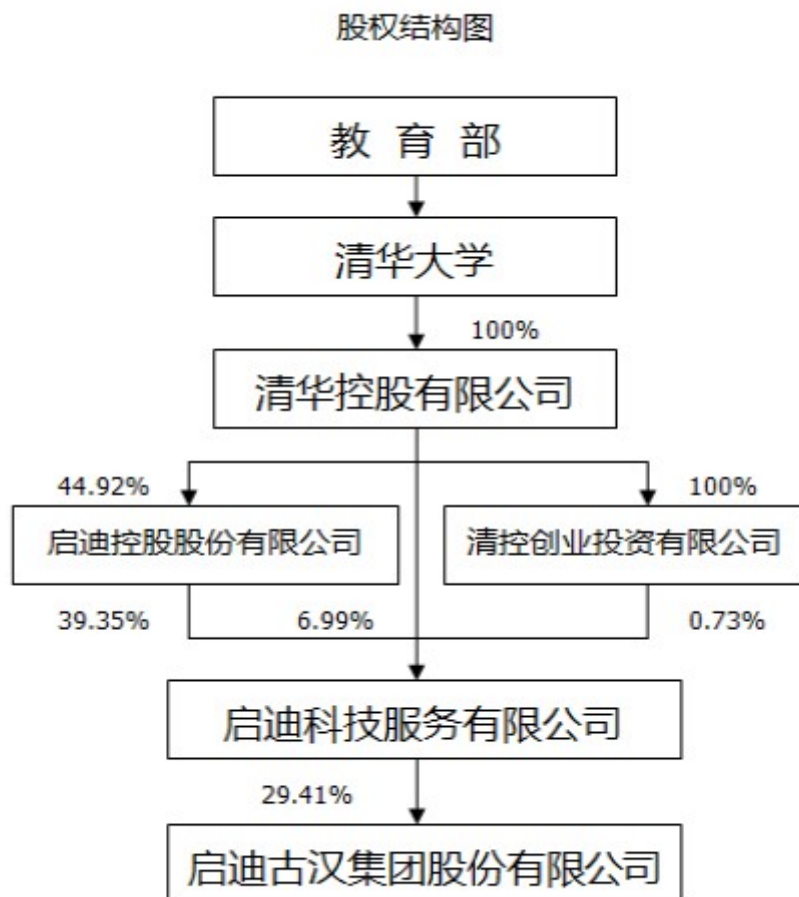 股权结构图
教 育 部
清华大学
100%
清华控股有限公司
44.92%
100%
启迪控股股份有限公司
清控创业投资有限公司
39.35%
6.99%
0.73%
启迪科技服务有限公司
29.41%
启迪古汉集团股份有限公司